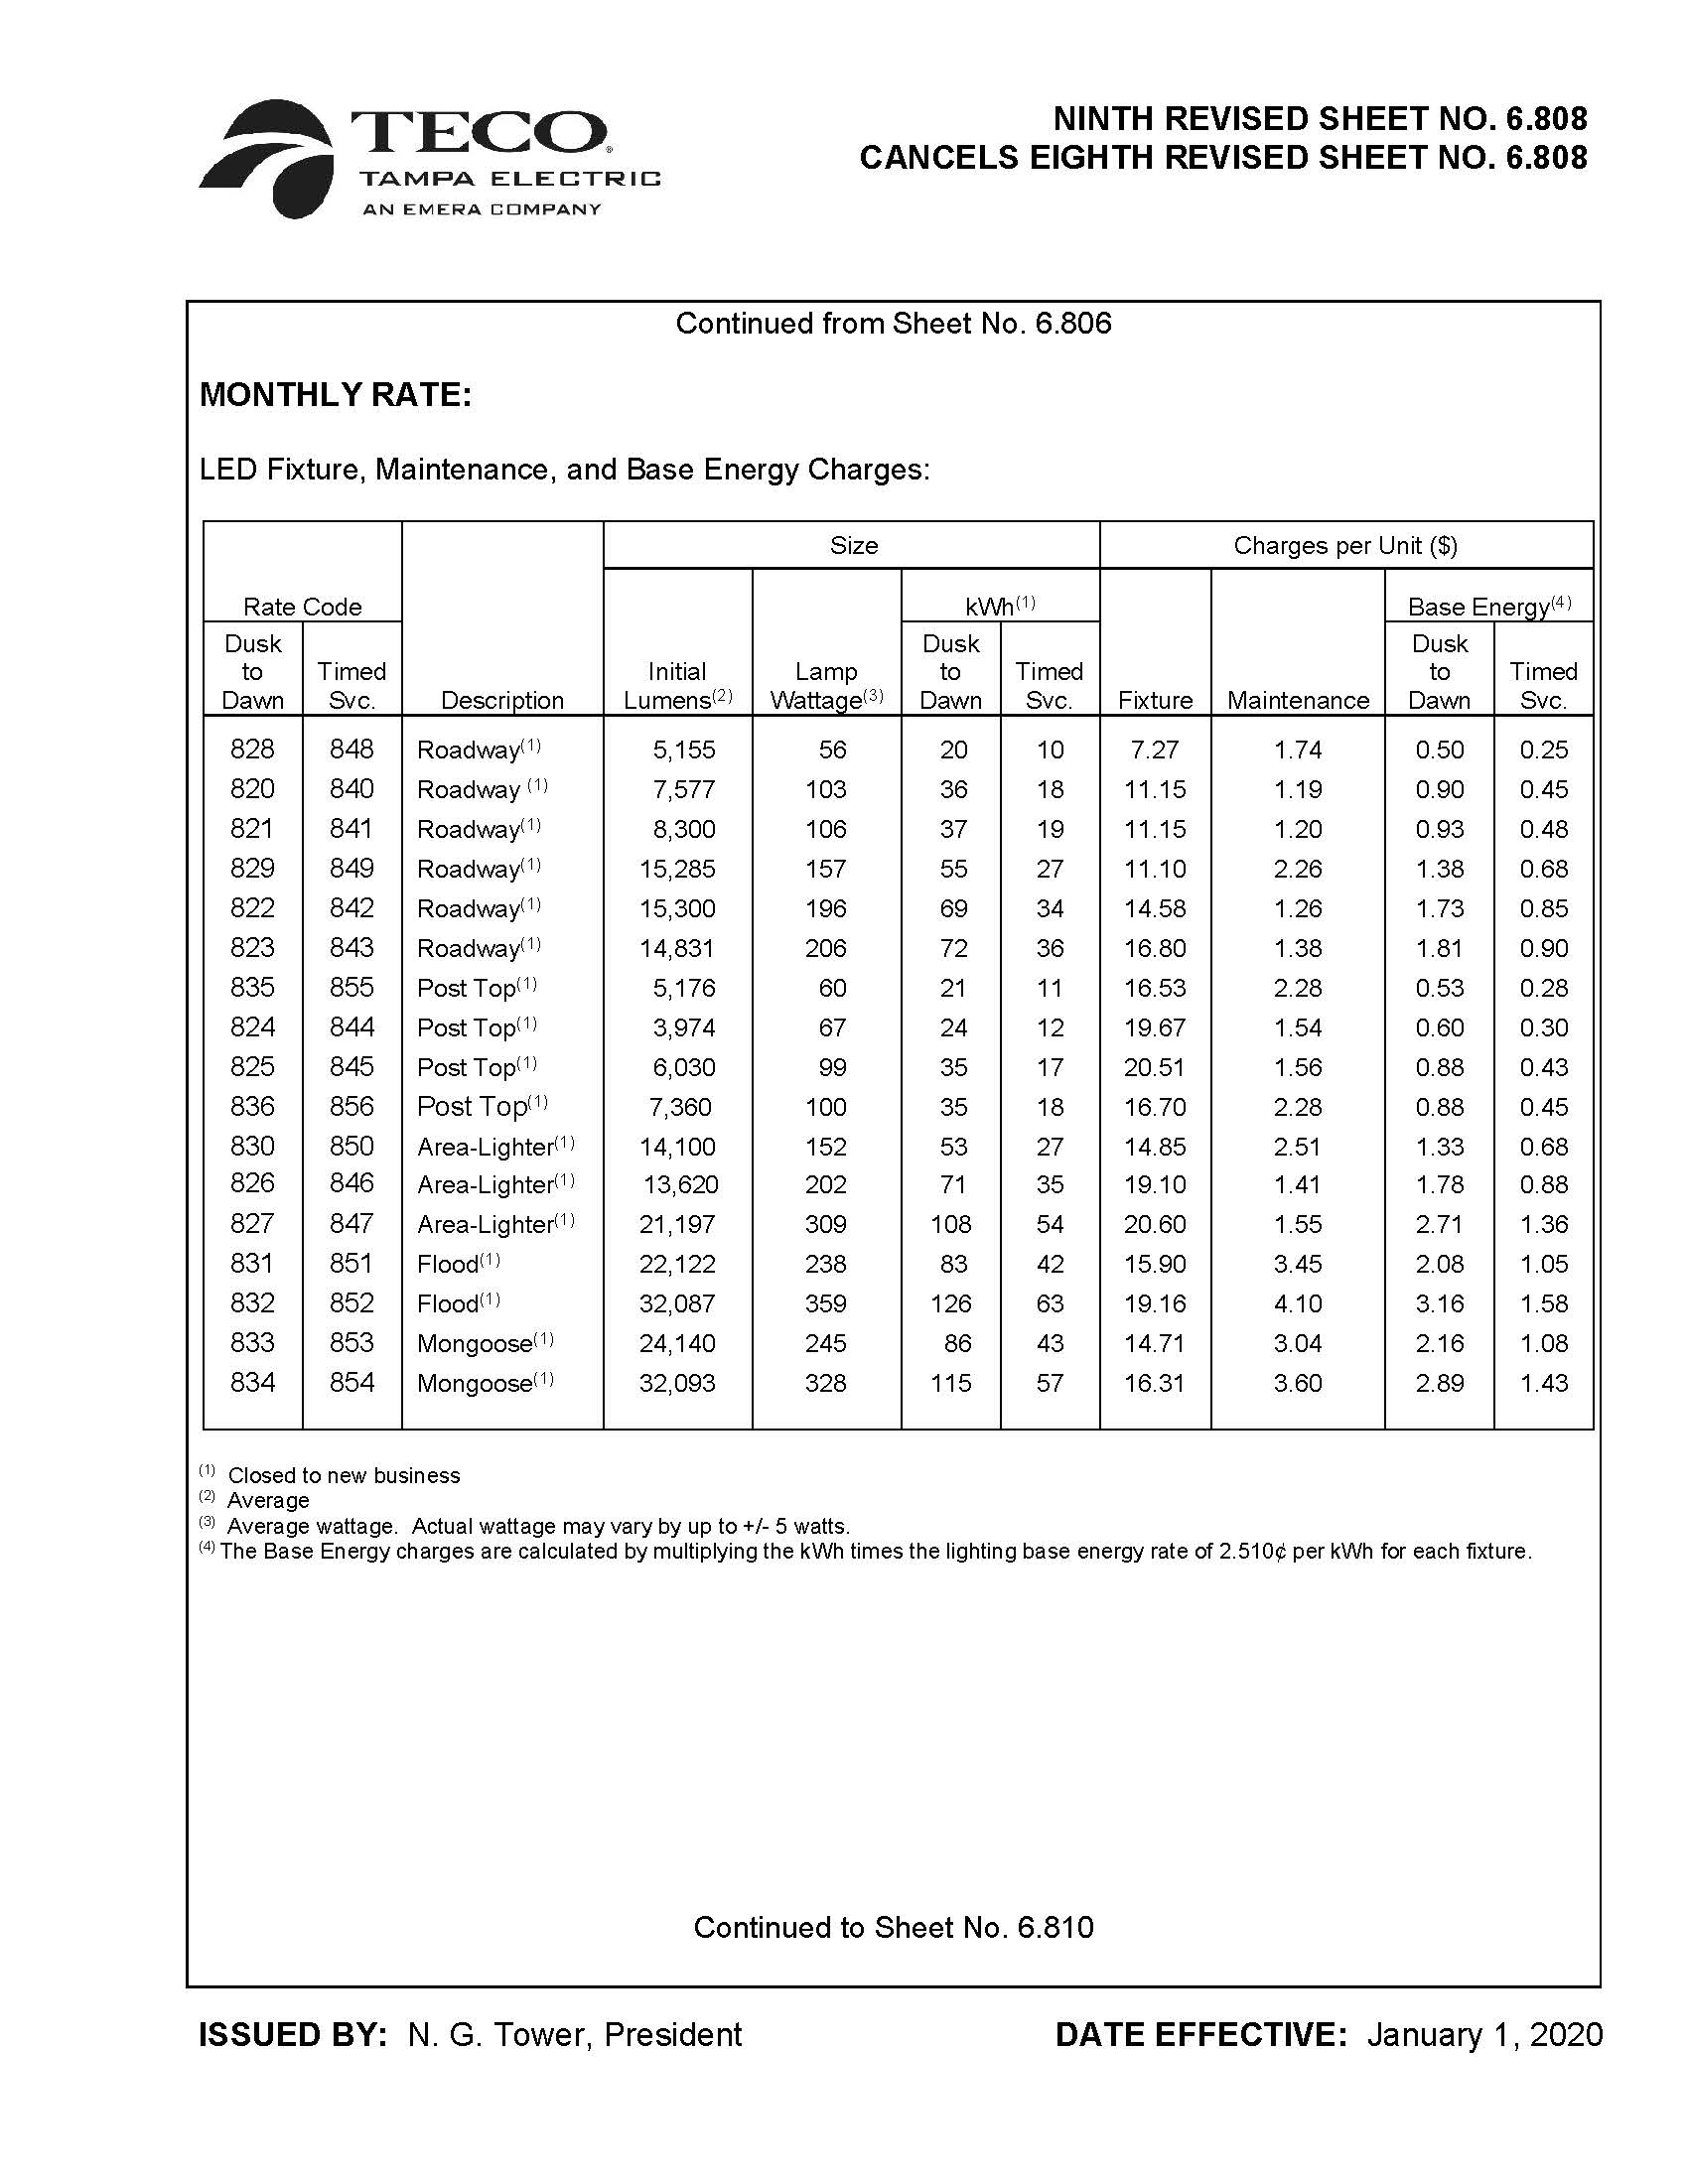 TECO®
TAMPA ELECTRIC
AN EMERA COMPANY
NINTH REVISED SHEET NO. 6.808
CANCELS EIGHTH REVISED SHEET NO. 6.808
Continued from Sheet No. 6.806
MONTHLY RATE:
LED Fixture, Maintenance, and Base Energy Charges:
Size Charges per Unit ($)
Rate Code kWh(1) Base Energy(4)
Dusk Dusk Dusk
to Timed Initial Lamp to Timed to Timed
Dawn Svc. Description Lumens(2) Wattage(3) Dawn Svc. Fixture Maintenance Dawn Svc.
828 848 Roadway(1) 5,155 56 20 10 7.27 1.74 0.50 0.25
820 840 Roadway (1) 7,577 103 36 18 11.15 1.19 0.90 0.45
821 841 Roadway(1) 8,300 106 37 19 11.15 1.20 0.93 0.48
829 849 Roadway(1) 15,285 157 55 27 11.10 2.26 1.38 0.68
822 842 Roadway(1) 15,300 196 69 34 14.58 1.26 1.73 0.85
823 843 Roadway(1) 14,831 206 72 36 16.80 1.38 1.81 0.90
835 855 Post Top(1) 5,176 60 21 11 16.53 2.28 0.53 0.28
824 844 Post Top(1) 3,974 67 24 12 19.67 1.54 0.60 0.30
825 845 Post Top(1) 6,030 99 35 17 20.51 1.56 0.88 0.43
836 856 Post Top(1) 7,360 100 35 18 16.70 2.28 0.88 0.45
830 850 Area-Lighter(1) 14,100 152 53 27 14.85 2.51 1.33 0.68
826 846 Area-Lighter(1) 13,620 202 71 35 19.10 1.41 1.78 0.88
827 847 Area-Lighter(1) 21,197 309 108 54 20.60 1.55 2.71 1.36
831 851 Flood(1) 22,122 238 83 42 15.90 3.45 2.08 1.05
832 852 Flood(1) 32,087 359 126 63 19.16 4.10 3.16 1.58
833 853 Mongoose(1) 24,140 245 86 43 14.71 3.04 2.16 1.08
834 854 Mongoose(1) 32,093 328 115 57 16.31 3.60 2.89 1.43
(1) Closed to new business
(2) Average
(3) Average wattage. Actual wattage may vary by up to +/- 5 watts.
(4) The Base Energy charges are calculated by multiplying the kWh times the lighting base energy rate of 2.510¢ per kWh for each fixture.
Continued to Sheet No. 6.810
ISSUED BY: N. G. Tower, President DATE EFFECTIVE: January 1, 2020